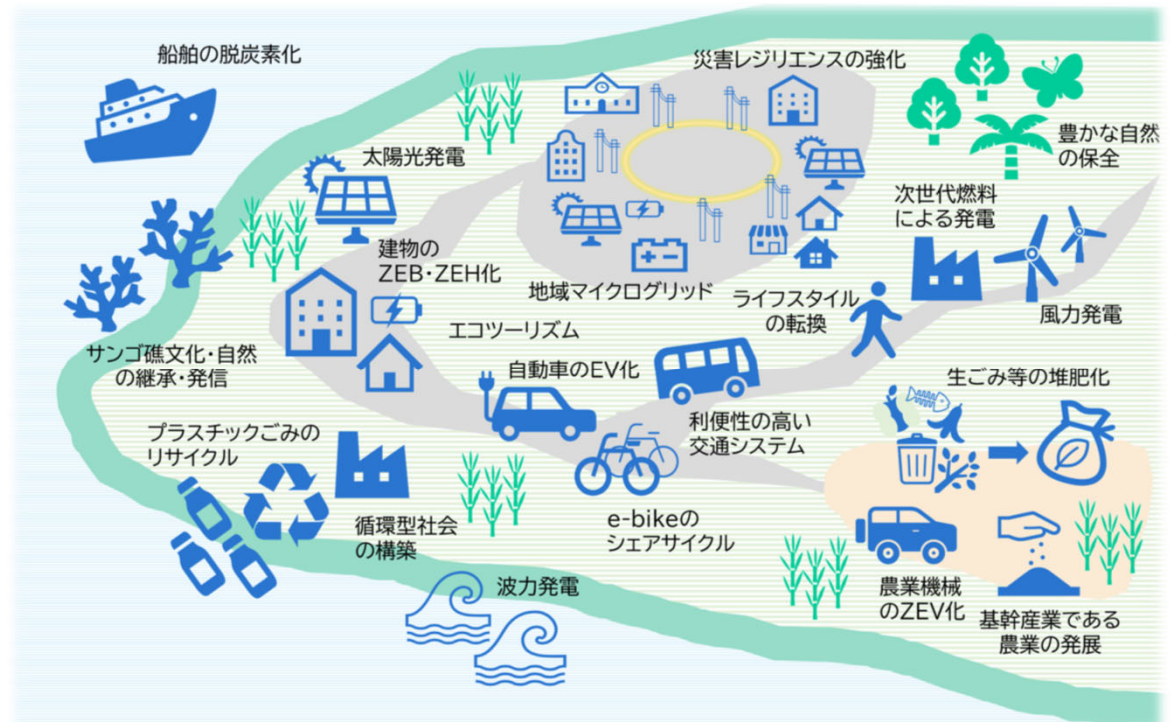 船舶の脱炭素化
災害レジリエンスの強化
豊かな自然
の保全
太陽光発電
次世代燃料
による発電
建物の
ZEB・ZEH化
地域マイクログリッド
ライフスタイル
の転換
風力発電
エコツーリズム
サンゴ礁文化・自然
の継承・発信
自動車のEV化
生ごみ等の堆肥化
プラスチックごみの
リサイクル
利便性の高い
交通システム
循環型社会
の構築
e-bikeの
シェアサイクル
波力発電
農業機械
のZEV化
基幹産業である
農業の発展